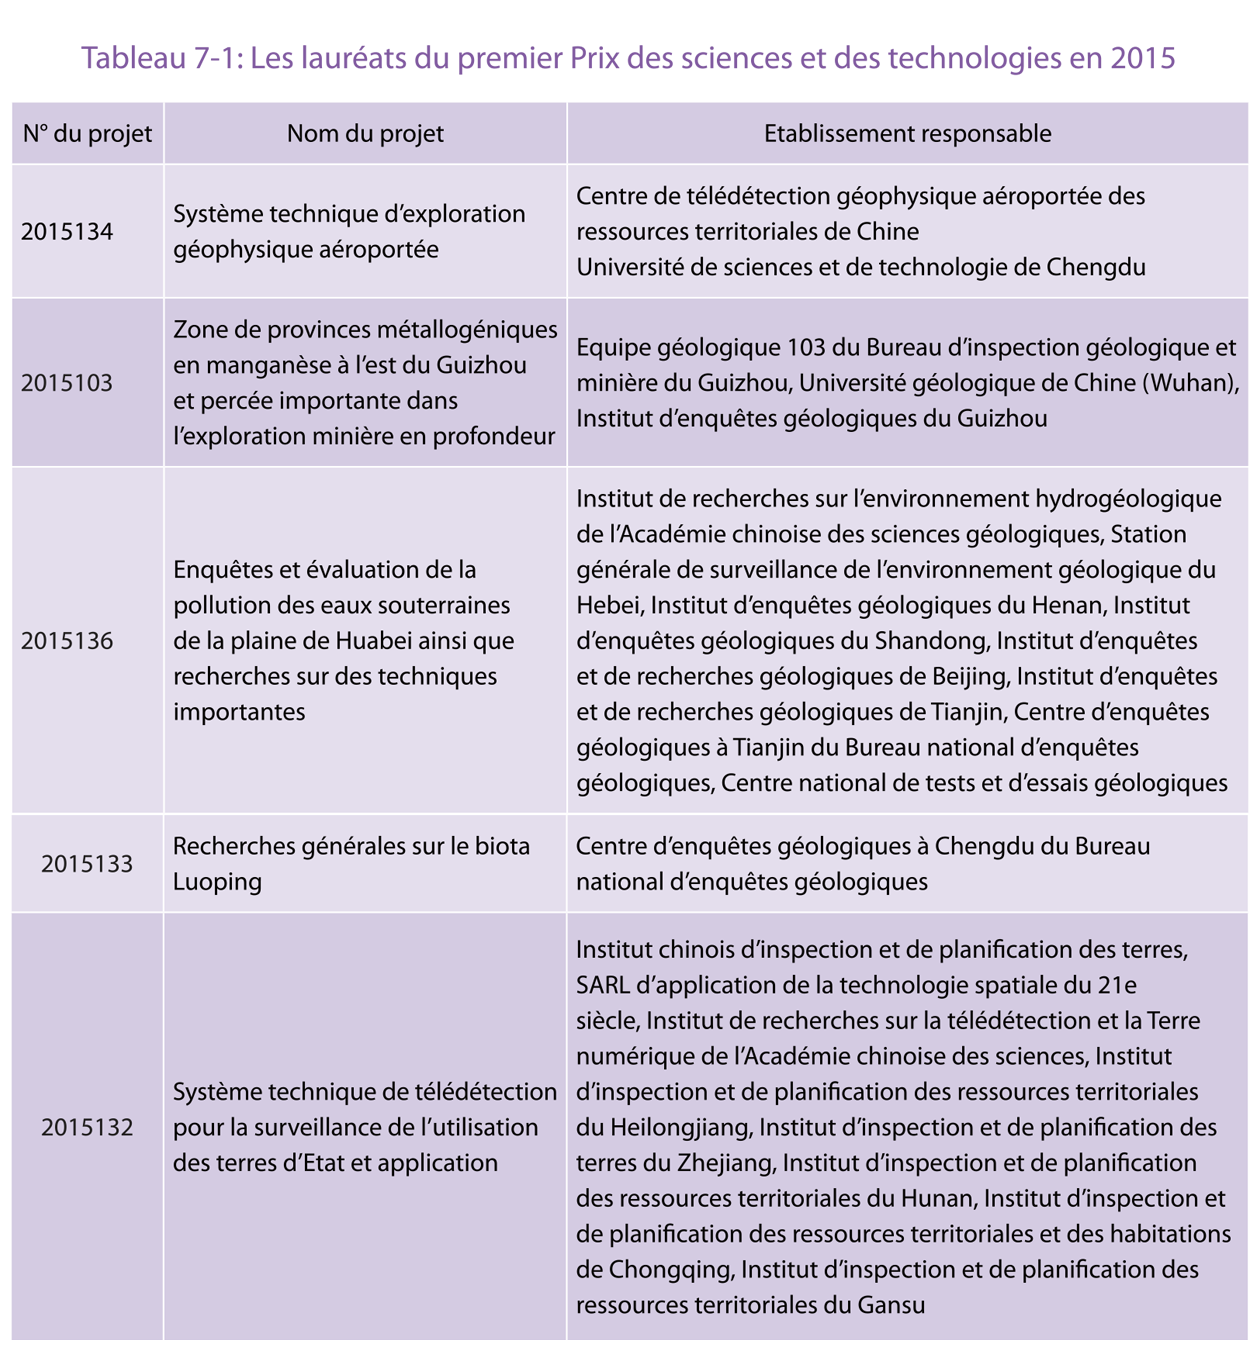 Tableau 7-1: Les lauréats du premier Prix des sciences et des technologies en 2015
N° du projet
Nom du projet
Etablissement responsable
2015134
Système technique d’exploration
géophysique aéroportée
Centre de télédétection géophysique aéroportée des
ressources territoriales de Chine
Université de sciences et de technologie de Chengdu
2015103
Zone de provinces métallogéniques
en manganèse à l’est du Guizhou
et percée importante dans
l’exploration minière en profondeur
Equipe géologique 103 du Bureau d’inspection géologique et
minière du Guizhou, Université géologique de Chine (Wuhan),
Institut d’enquêtes géologiques du Guizhou
2015136
Enquêtes et évaluation de la
pollution des eaux souterraines
de la plaine de Huabei ainsi que
recherches sur des techniques
importantes
Institut de recherches sur l’environnement hydrogéologique
de l’Académie chinoise des sciences géologiques, Station
générale de surveillance de l’environnement géologique du
Hebei, Institut d’enquêtes géologiques du Henan, Institut
d’enquêtes géologiques du Shandong, Institut d’enquêtes
et de recherches géologiques de Beijing, Institut d’enquêtes
et de recherches géologiques de Tianjin, Centre d’enquêtes
géologiques à Tianjin du Bureau national d’enquêtes
géologiques, Centre national de tests et d’essais géologiques
2015133
Recherches générales sur le biota
Luoping
Centre d’enquêtes géologiques à Chengdu du Bureau
national d’enquêtes géologiques
2015132
Système technique de télédétection
pour la surveillance de l’utilisation
des terres d’Etat et application
Institut chinois d’inspection et de planification des terres,
SARL d’application de la technologie spatiale du 21e
siècle, Institut de recherches sur la télédétection et la Terre
numérique de l’Académie chinoise des sciences, Institut
d’inspection et de planification des ressources territoriales
du Heilongjiang, Institut d’inspection et de planification des
terres du Zhejiang, Institut d’inspection et de planification
des ressources territoriales du Hunan, Institut d’inspection et
de planification des ressources territoriales et des habitations
de Chongqing, Institut d’inspection et de planification des
ressources territoriales du Gansu